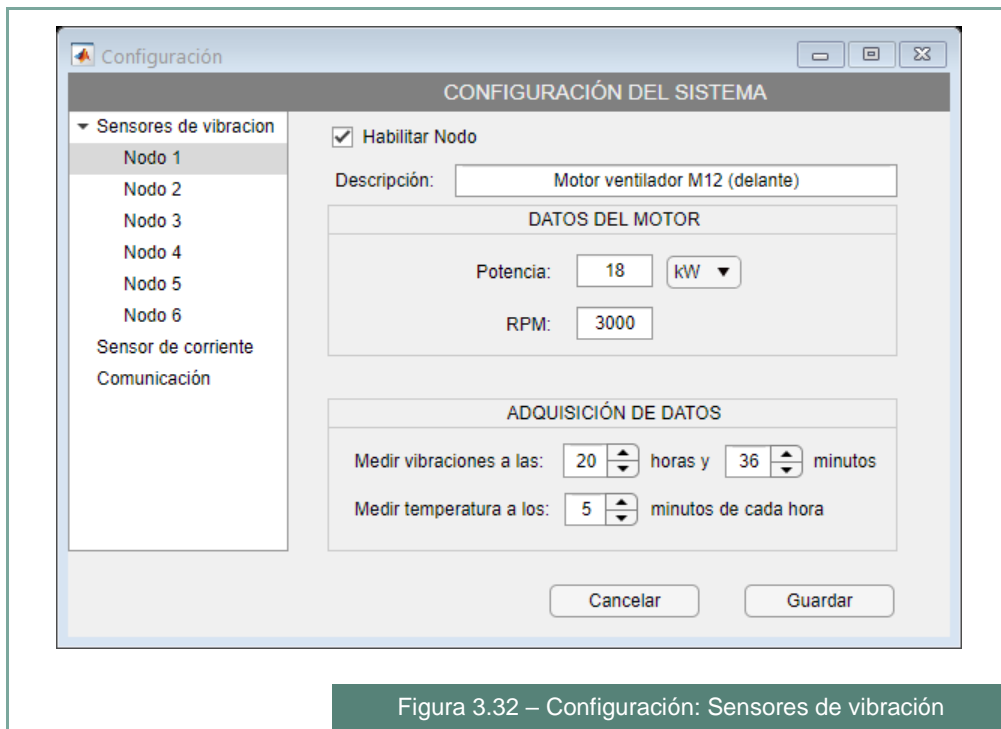 Configuración
CONFIGURACIÓN DEL SISTEMA
Sensores de vibracion
Nodo 1
Nodo 2
Nodo 3
Nodo 4
Nodo 5
Nodo 6
Sensor de corriente
Comunicación
Habilitar Nodo
Descripción: Motor ventilador M12 (delante)
DATOS DEL MOTOR
Potencia: 18 kW
RPM: 3000
ADQUISICIÓN DE DATOS
Medir vibraciones a las: 20 horas y 36 minutos
Medir temperatura a los: 5 minutos de cada hora
Cancelar Guardar
Figura 3.32 – Configuración: Sensores de vibración